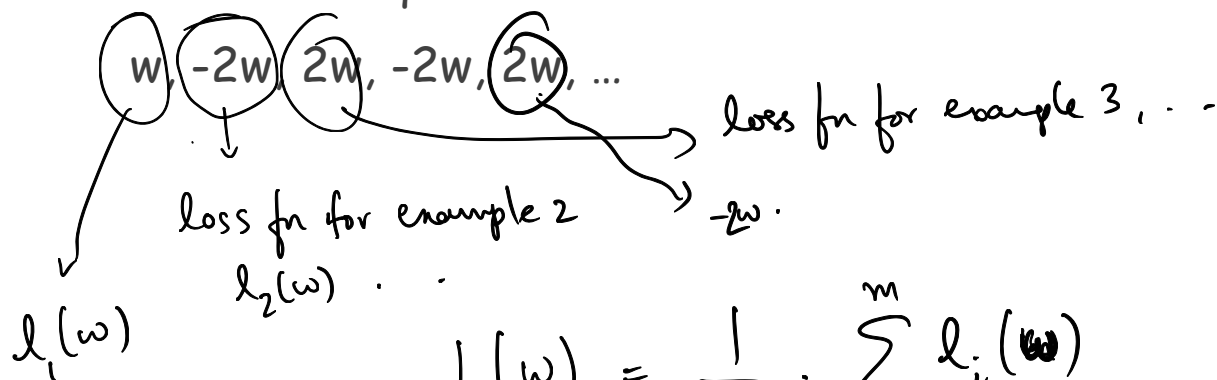 w, -2w, 2w, -2w, 2w, ...
loss fn for example 3, ...
loss fn for example 2
-2w.
l₂(w) . .
l₁(w)
L(w) = 1 . m ∑ lᵢ(w)